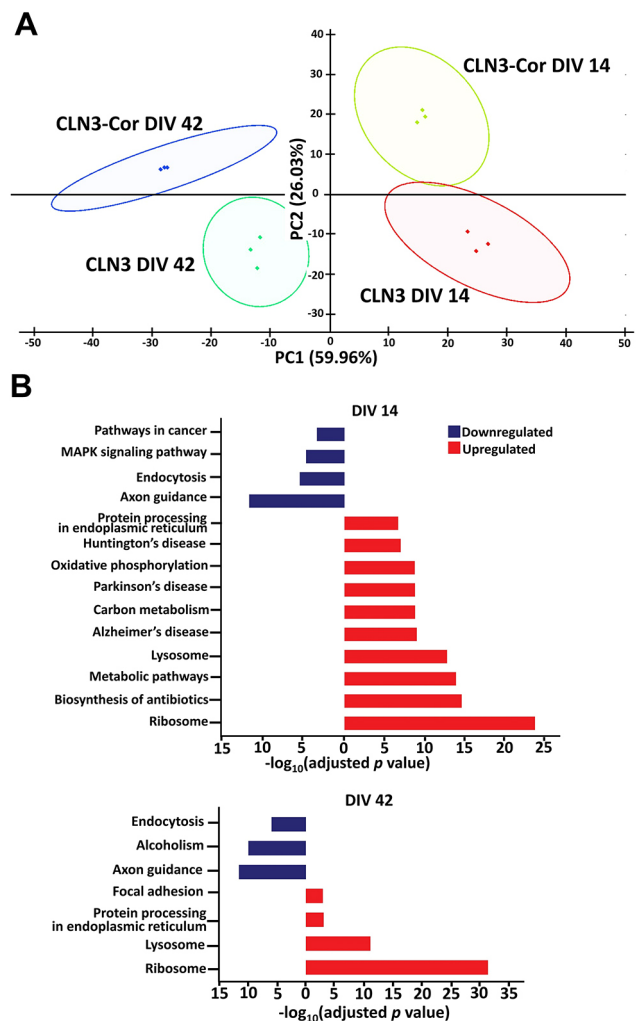 A
CLN3-Cor DIV 14
CLN3-Cor DIV 42
CLN3 DIV 42
CLN3 DIV 14
PC2 (26.03%)
40
30
20
10
0
-10
-20
-30
-50
-40
-30
-20
-10
0
10
20
30
40
50
PC1 (59.96%)
B
DIV 14
Downregulated
Upregulated
Pathways in cancer
MAPK signaling pathway
Endocytosis
Axon guidance
Protein processing
in endoplasmic reticulum
Huntington's disease
Oxidative phosphorylation
Parkinson's disease
Carbon metabolism
Alzheimer's disease
Lysosome
Metabolic pathways
Biosynthesis of antibiotics
Ribosome
15 10 5 0 5 10 15 20 25
-log10(adjusted p value)
DIV 42
Endocytosis
Alcoholism
Axon guidance
Focal adhesion
Protein processing
in endoplasmic reticulum
Lysosome
Ribosome
15 10 5 0 5 10 15 20 25 30 35
-log10(adjusted p value)